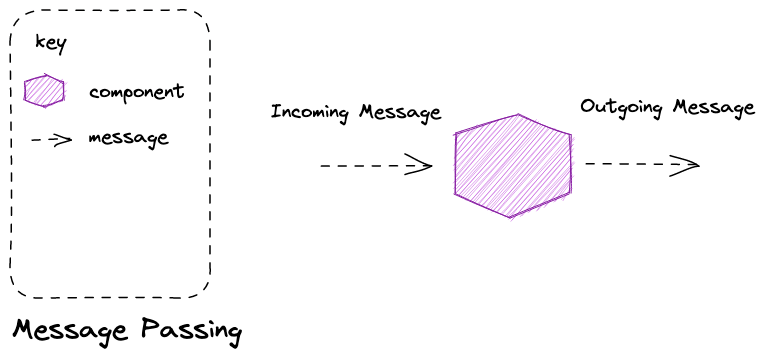 key
component
message
Incoming Message
Outgoing Message
Message Passing